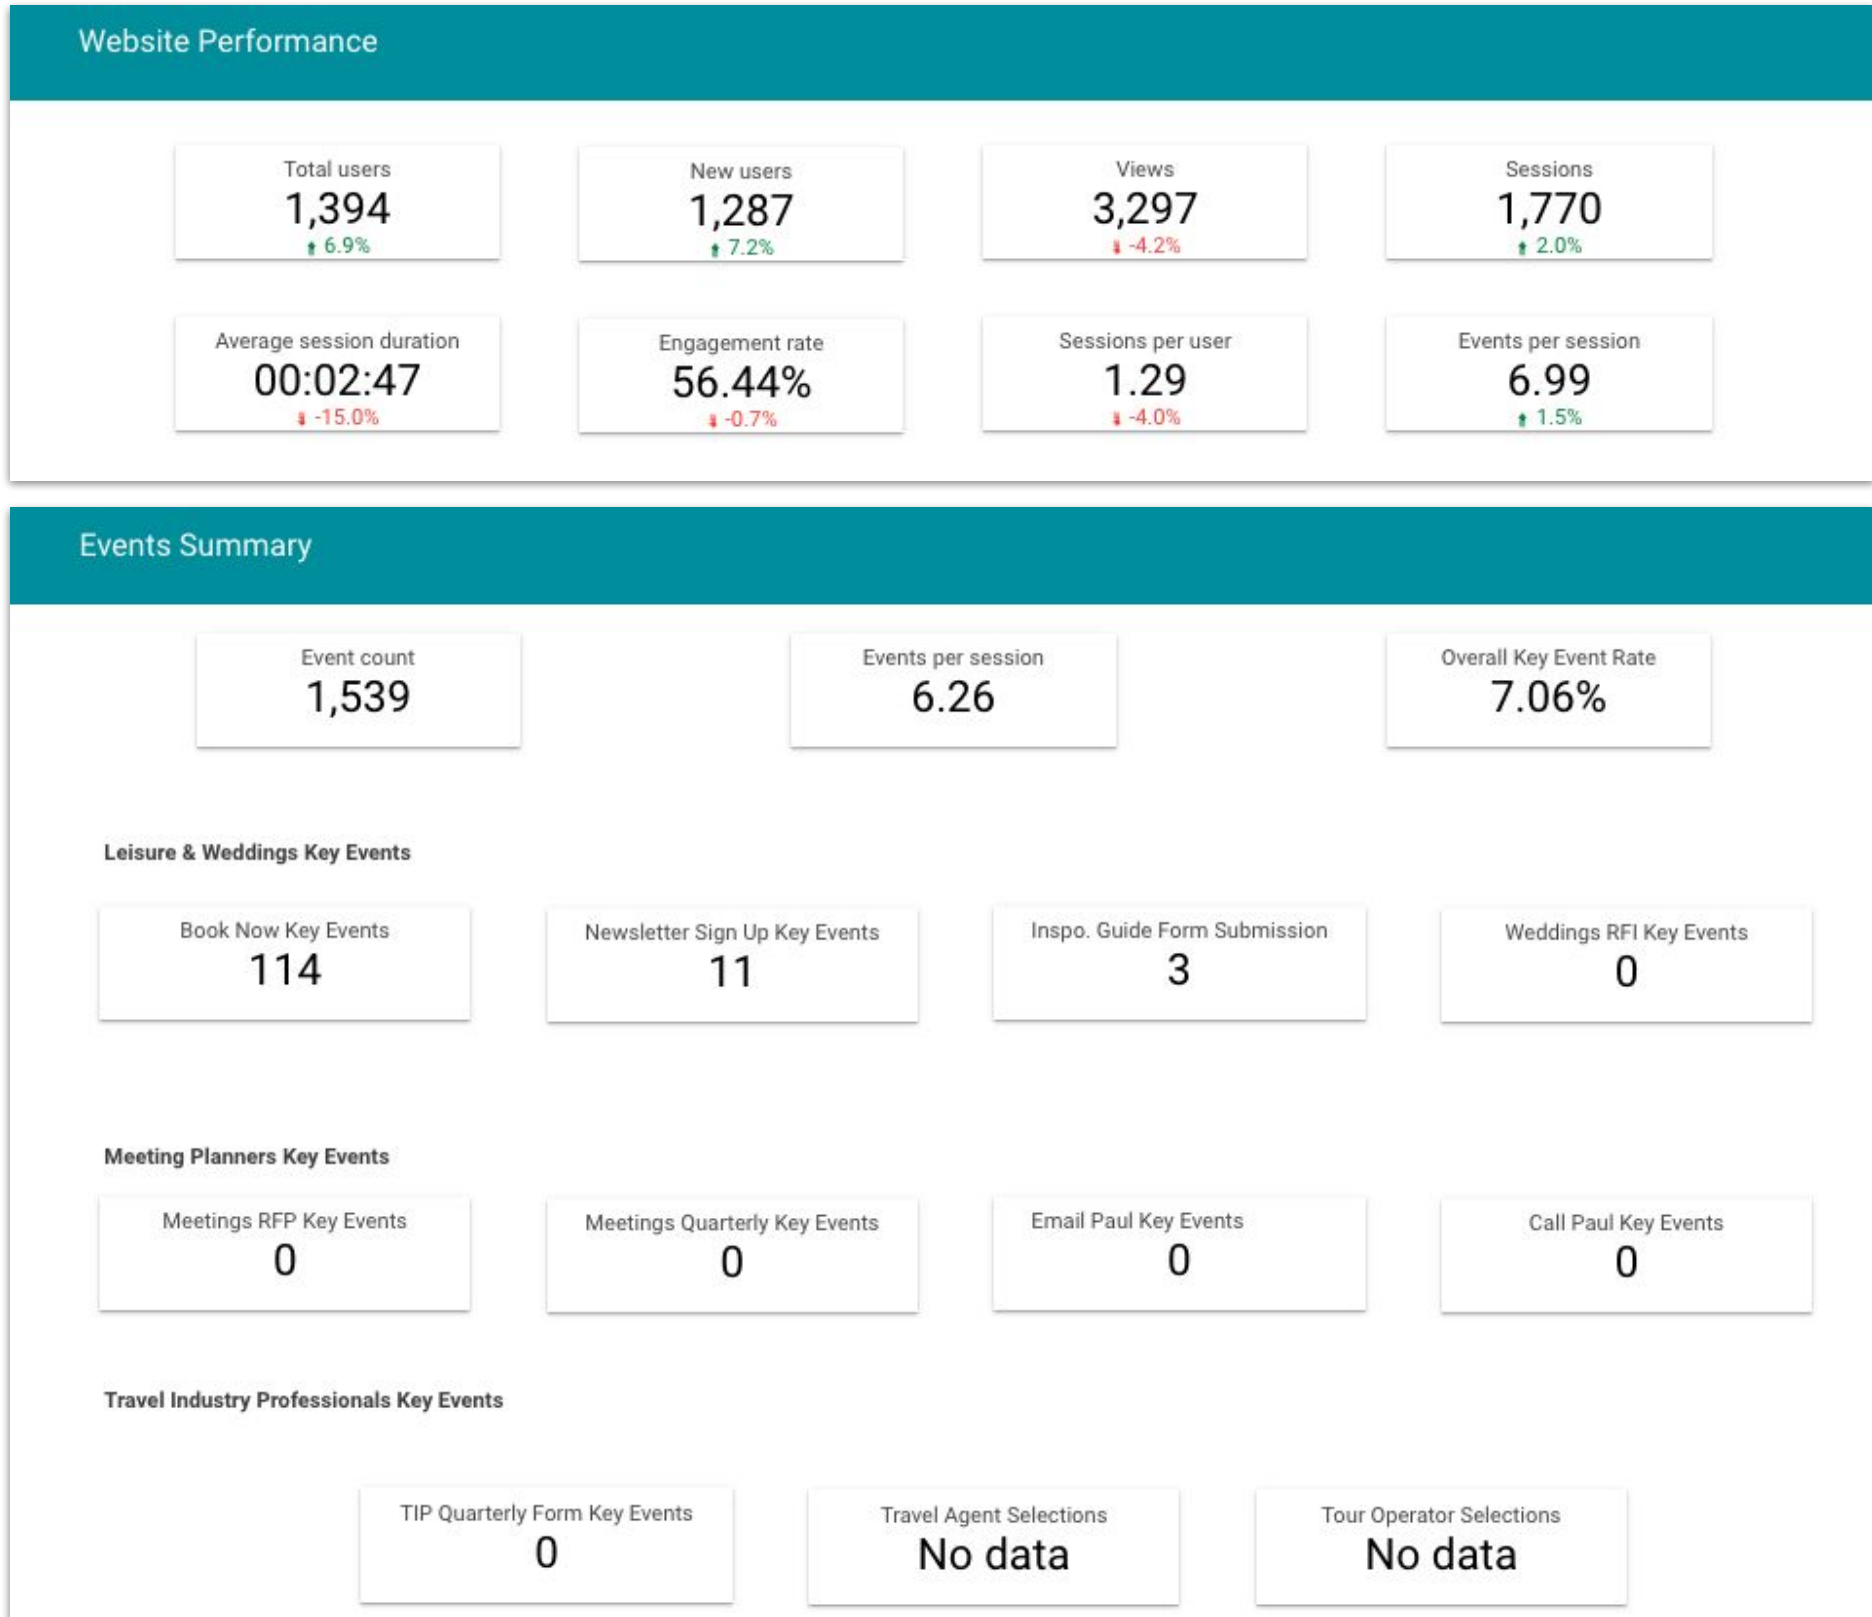 Website Performance
Total users
1,394
6.9%
New users
1,287
7.2%
Views
3,297
-4.2%
Sessions
1,770
2.0%
Average session duration
00:02:47
-15.0%
Engagement rate
56.44%
-0.7%
Sessions per user
1.29
-4.0%
Events per session
6.99
1.5%
Events Summary
Event count
1,539
Events per session
6.26
Overall Key Event Rate
7.06%
Leisure & Weddings Key Events
Book Now Key Events
114
Newsletter Sign Up Key Events
11
Inspo. Guide Form Submission
3
Weddings RFI Key Events
0
Meeting Planners Key Events
Meetings RFP Key Events
0
Meetings Quarterly Key Events
0
Email Paul Key Events
0
Call Paul Key Events
0
Travel Industry Professionals Key Events
TIP Quarterly Form Key Events
0
Travel Agent Selections
No data
Tour Operator Selections
No data